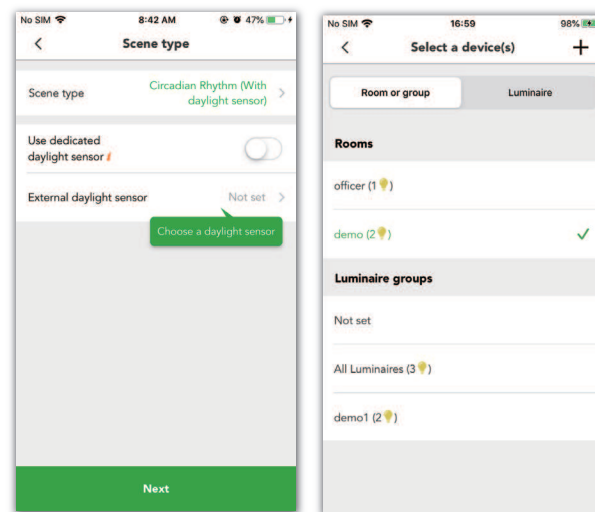 No SIM 8:42 AM 47%
Scene type
Scene type
Circadian Rhythm (With
daylight sensor)
Use dedicated
daylight sensor i
External daylight sensor Not set
Choose a daylight sensor
Next
No SIM 16:59 98%
Select a device(s) +
Room or group Luminaire
Rooms
officer (1)
demo (2)
Luminaire groups
Not set
All Luminaires (3)
demo1 (2)